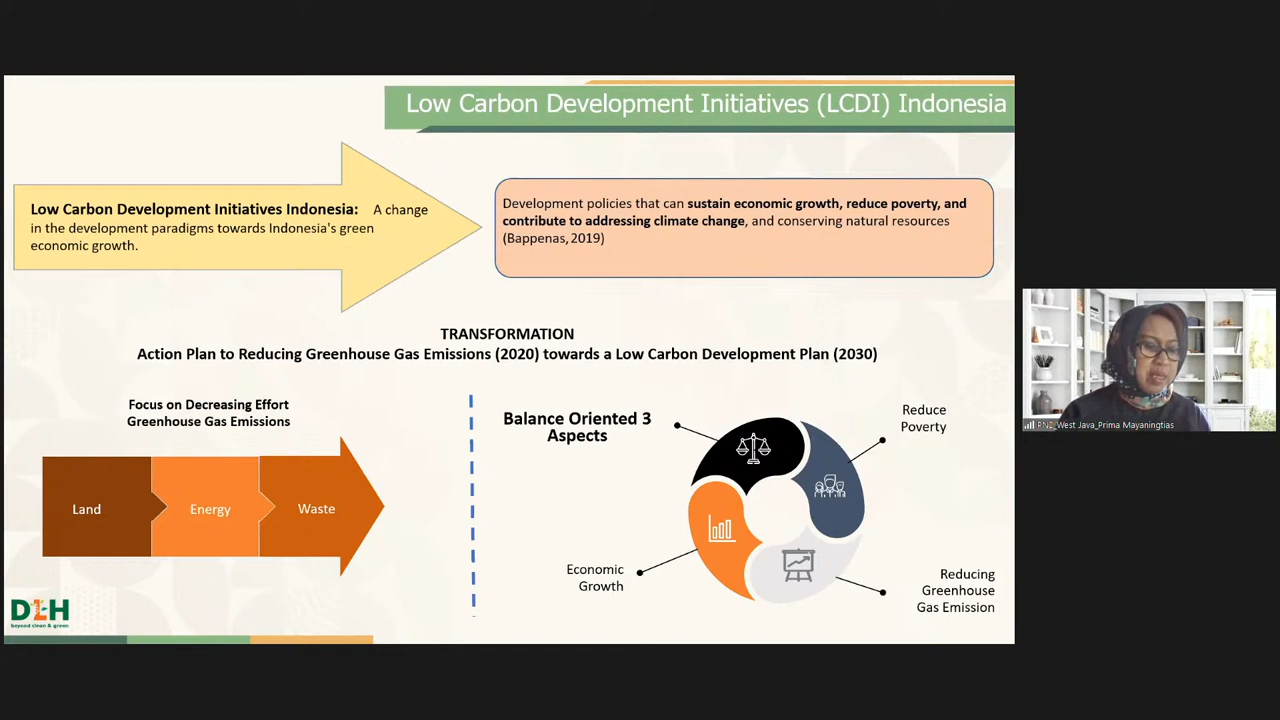 Low Carbon Development Initiatives (LCDI) Indonesia
Low Carbon Development Initiatives Indonesia: A change
in the development paradigms towards Indonesia's green
economic growth.
Development policies that can sustain economic growth, reduce poverty, and
contribute to addressing climate change, and conserving natural resources
(Bappenas, 2019)
TRANSFORMATION
Action Plan to Reducing Greenhouse Gas Emissions (2020) towards a Low Carbon Development Plan (2030)
Focus on Decreasing Effort
Greenhouse Gas Emissions
Land
Energy
Waste
Balance Oriented 3
Aspects
Reduce
Poverty
Economic
Growth
Reducing
Greenhouse
Gas Emission
DLH
beyond clean & green
PNZ_West Java_Prima Mayaningtias